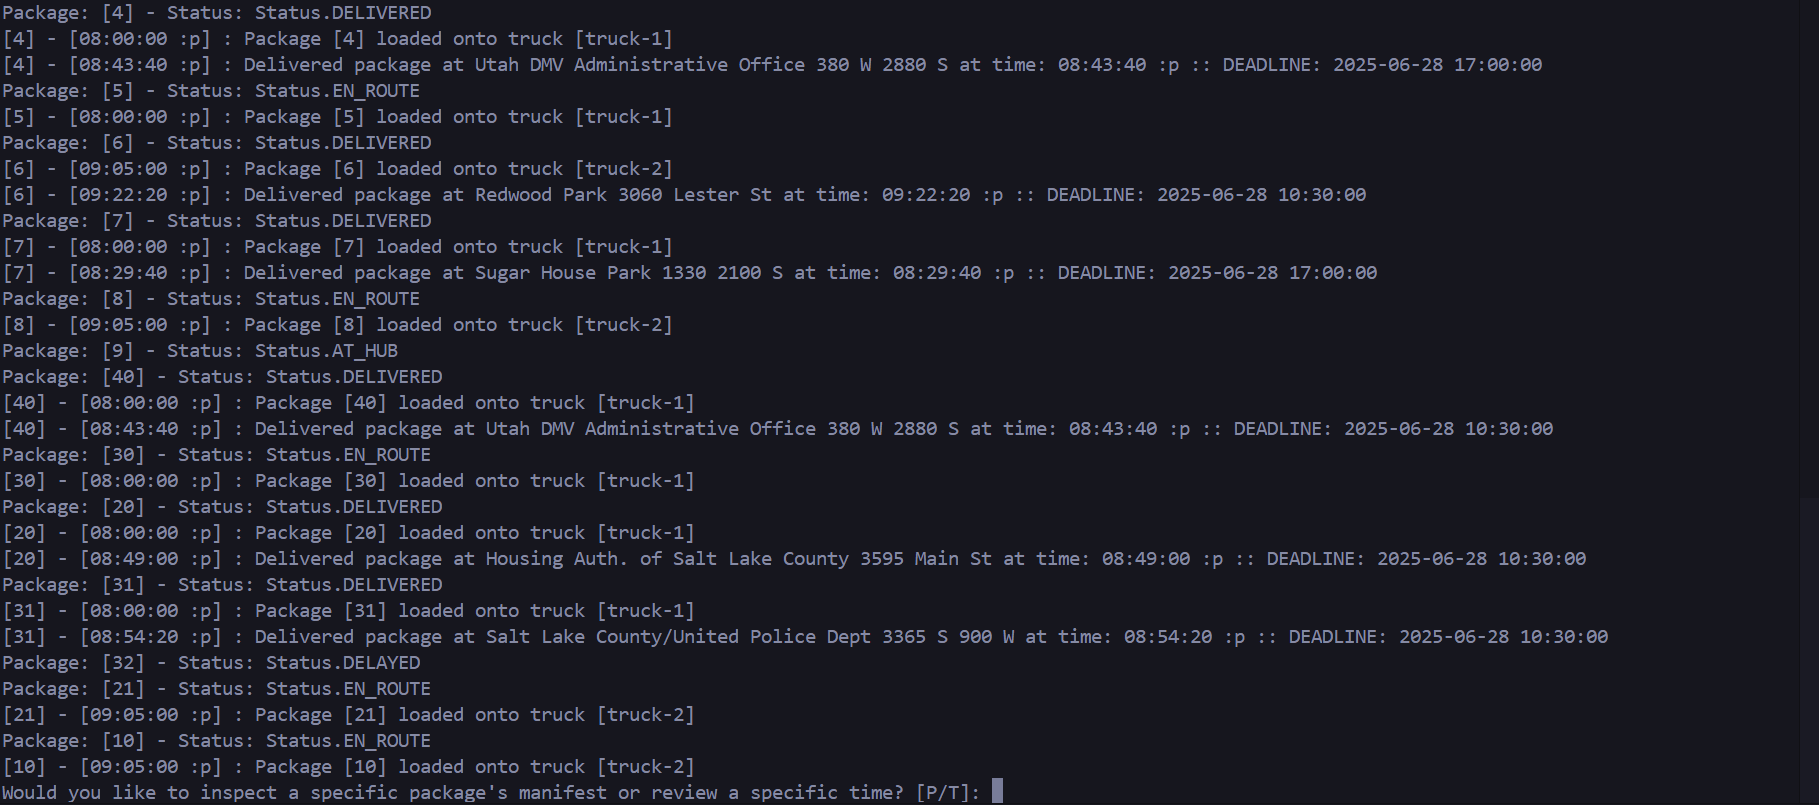 Package: [4] - Status: Status.DELIVERED
[4] - [08:00:00 :p] : Package [4] loaded onto truck [truck-1]
[4] - [08:43:40 :p] : Delivered package at Utah DMV Administrative Office 380 W 2880 S at time: 08:43:40 :p :: DEADLINE: 2025-06-28 17:00:00
Package: [5] - Status: Status.EN_ROUTE
[5] - [08:00:00 :p] : Package [5] loaded onto truck [truck-1]
Package: [6] - Status: Status.DELIVERED
[6] - [09:05:00 :p] : Package [6] loaded onto truck [truck-2]
[6] - [09:22:20 :p] : Delivered package at Redwood Park 3060 Lester St at time: 09:22:20 :p :: DEADLINE: 2025-06-28 10:30:00
Package: [7] - Status: Status.DELIVERED
[7] - [08:00:00 :p] : Package [7] loaded onto truck [truck-1]
[7] - [08:29:40 :p] : Delivered package at Sugar House Park 1330 2100 S at time: 08:29:40 :p :: DEADLINE: 2025-06-28 17:00:00
Package: [8] - Status: Status.EN_ROUTE
[8] - [09:05:00 :p] : Package [8] loaded onto truck [truck-2]
Package: [9] - Status: Status.AT_HUB
Package: [40] - Status: Status.DELIVERED
[40] - [08:00:00 :p] : Package [40] loaded onto truck [truck-1]
[40] - [08:43:40 :p] : Delivered package at Utah DMV Administrative Office 380 W 2880 S at time: 08:43:40 :p :: DEADLINE: 2025-06-28 10:30:00
Package: [30] - Status: Status.EN_ROUTE
[30] - [08:00:00 :p] : Package [30] loaded onto truck [truck-1]
Package: [20] - Status: Status.DELIVERED
[20] - [08:00:00 :p] : Package [20] loaded onto truck [truck-1]
[20] - [08:49:00 :p] : Delivered package at Housing Auth. of Salt Lake County 3595 Main St at time: 08:49:00 :p :: DEADLINE: 2025-06-28 10:30:00
Package: [31] - Status: Status.DELIVERED
[31] - [08:00:00 :p] : Package [31] loaded onto truck [truck-1]
[31] - [08:54:20 :p] : Delivered package at Salt Lake County/United Police Dept 3365 S 900 W at time: 08:54:20 :p :: DEADLINE: 2025-06-28 10:30:00
Package: [32] - Status: Status.DELAYED
Package: [21] - Status: Status.EN_ROUTE
[21] - [09:05:00 :p] : Package [21] loaded onto truck [truck-2]
Package: [10] - Status: Status.EN_ROUTE
[10] - [09:05:00 :p] : Package [10] loaded onto truck [truck-2]
Would you like to inspect a specific package's manifest or review a specific time? [P/T]: